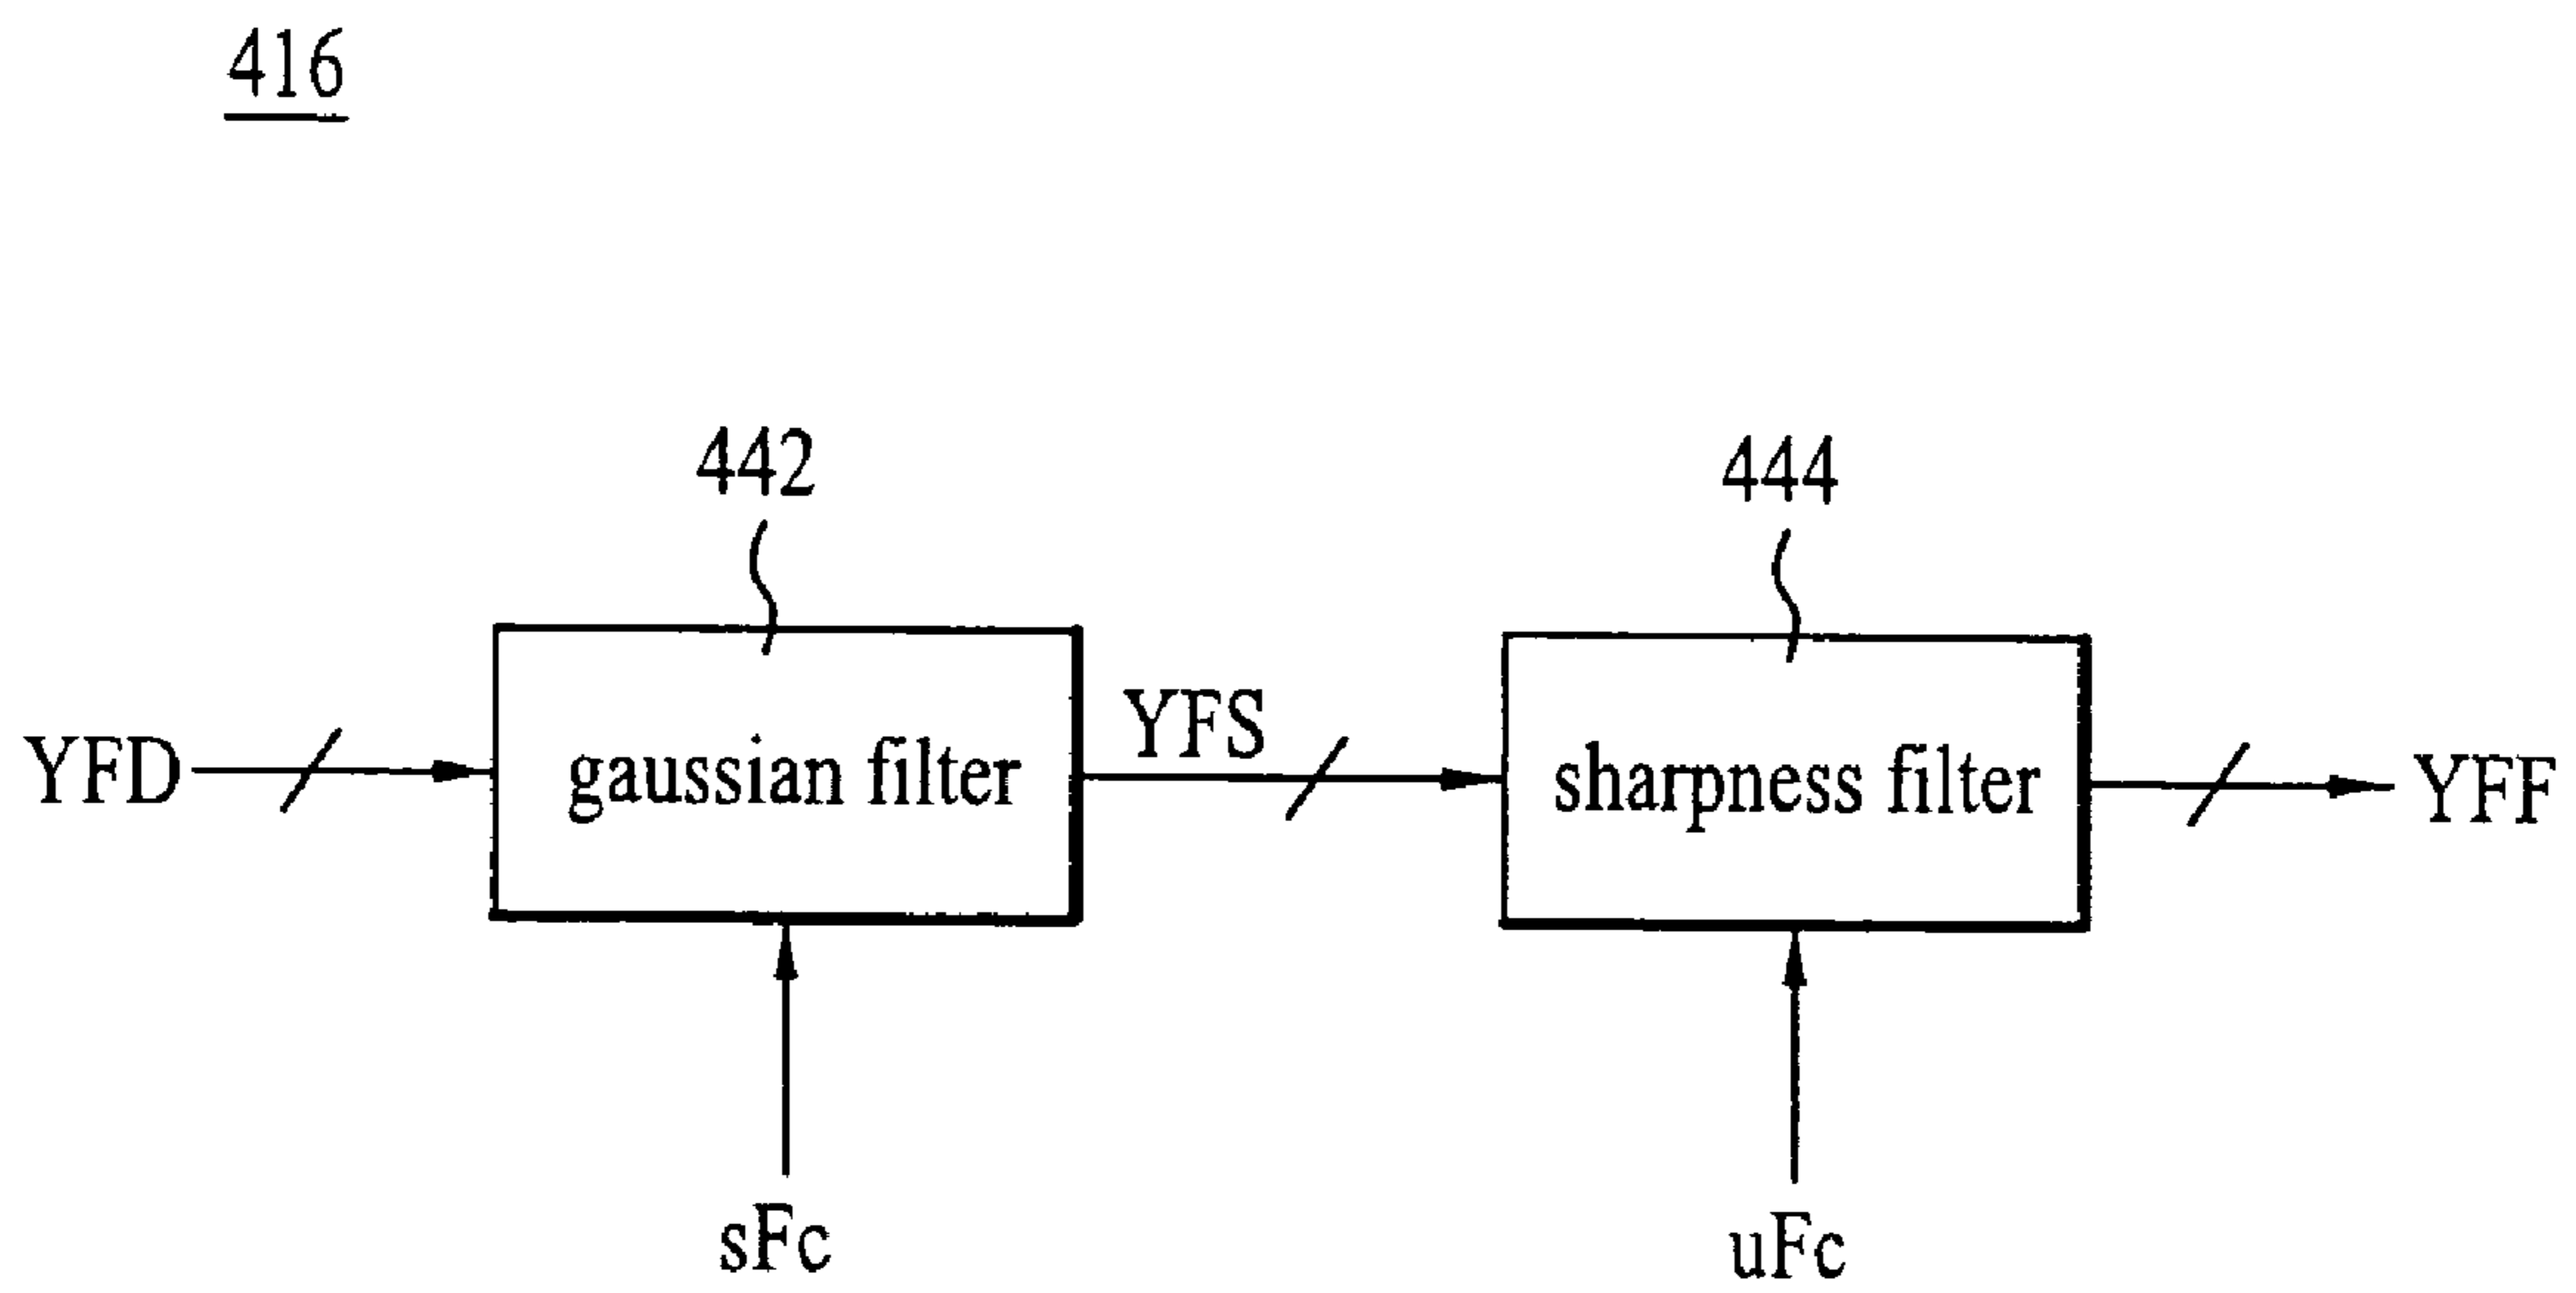 416
442
444
YFD
gaussian filter
YFS
sharpness filter
YFF
sFc
uFc